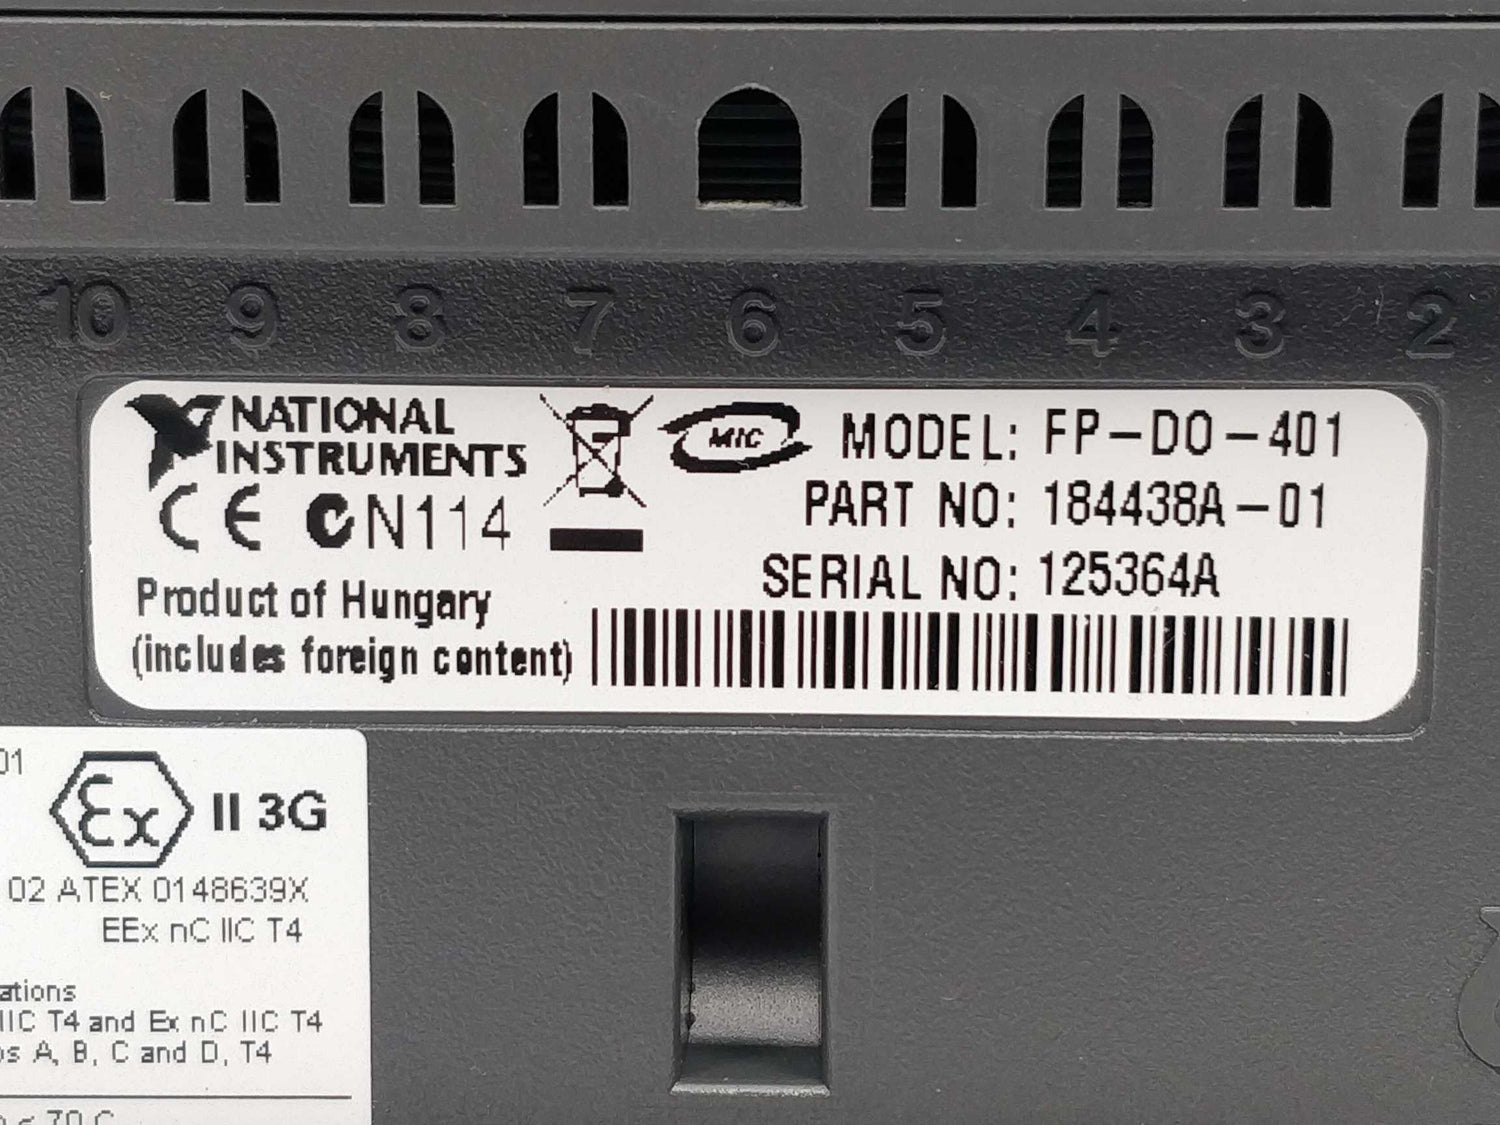 10 9 8 7 6 5 4 3 2
NATIONAL
INSTRUMENTS
MIC
MODEL: FP-DO-401
CE N114
PART NO: 184438A-01
SERIAL NO: 125364A
Product of Hungary
(includes foreign content)
01
Ex II 3G
02 ATEX 0148639X
EEx nC IIC T4
IIC T4 and Ex nC IIC T4
A, B, C and D, T4
70 C